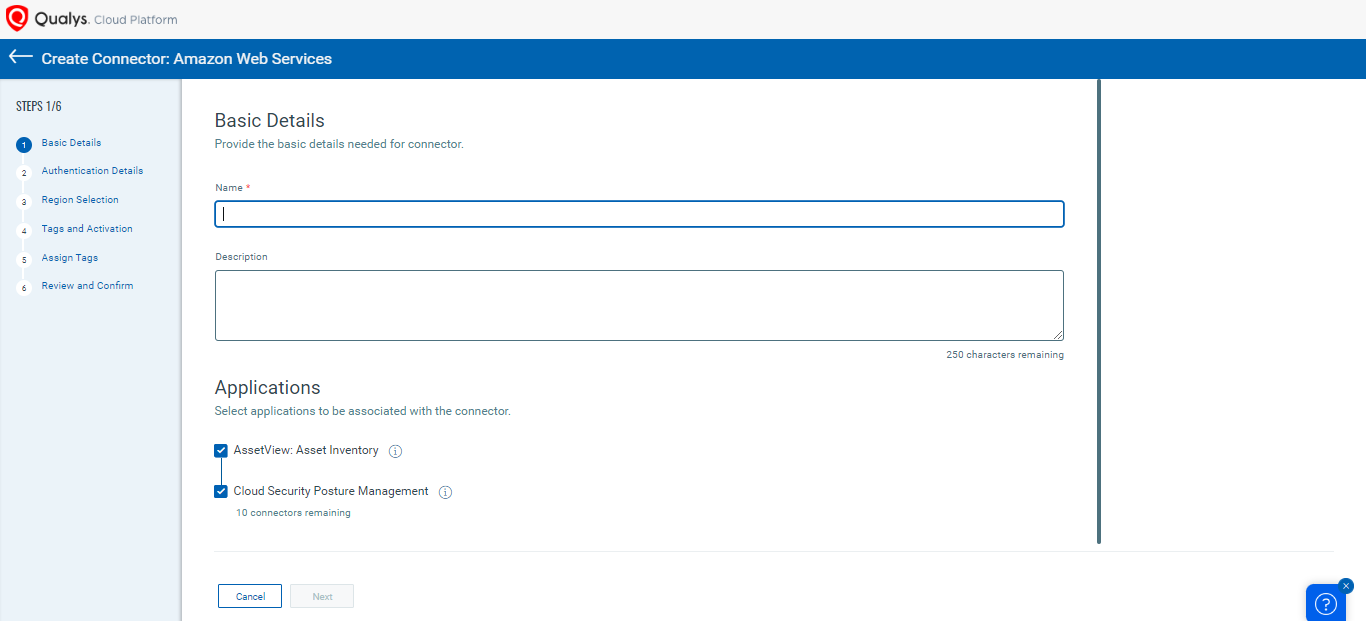 Qualys. Cloud Platform
Create Connector: Amazon Web Services
STEPS 1/6
1 Basic Details
2 Authentication Details
3 Region Selection
4 Tags and Activation
5 Assign Tags
6 Review and Confirm
Basic Details
Provide the basic details needed for connector.
Name *
Description
250 characters remaining
Applications
Select applications to be associated with the connector.
AssetView: Asset Inventory
Cloud Security Posture Management
10 connectors remaining
Cancel Next